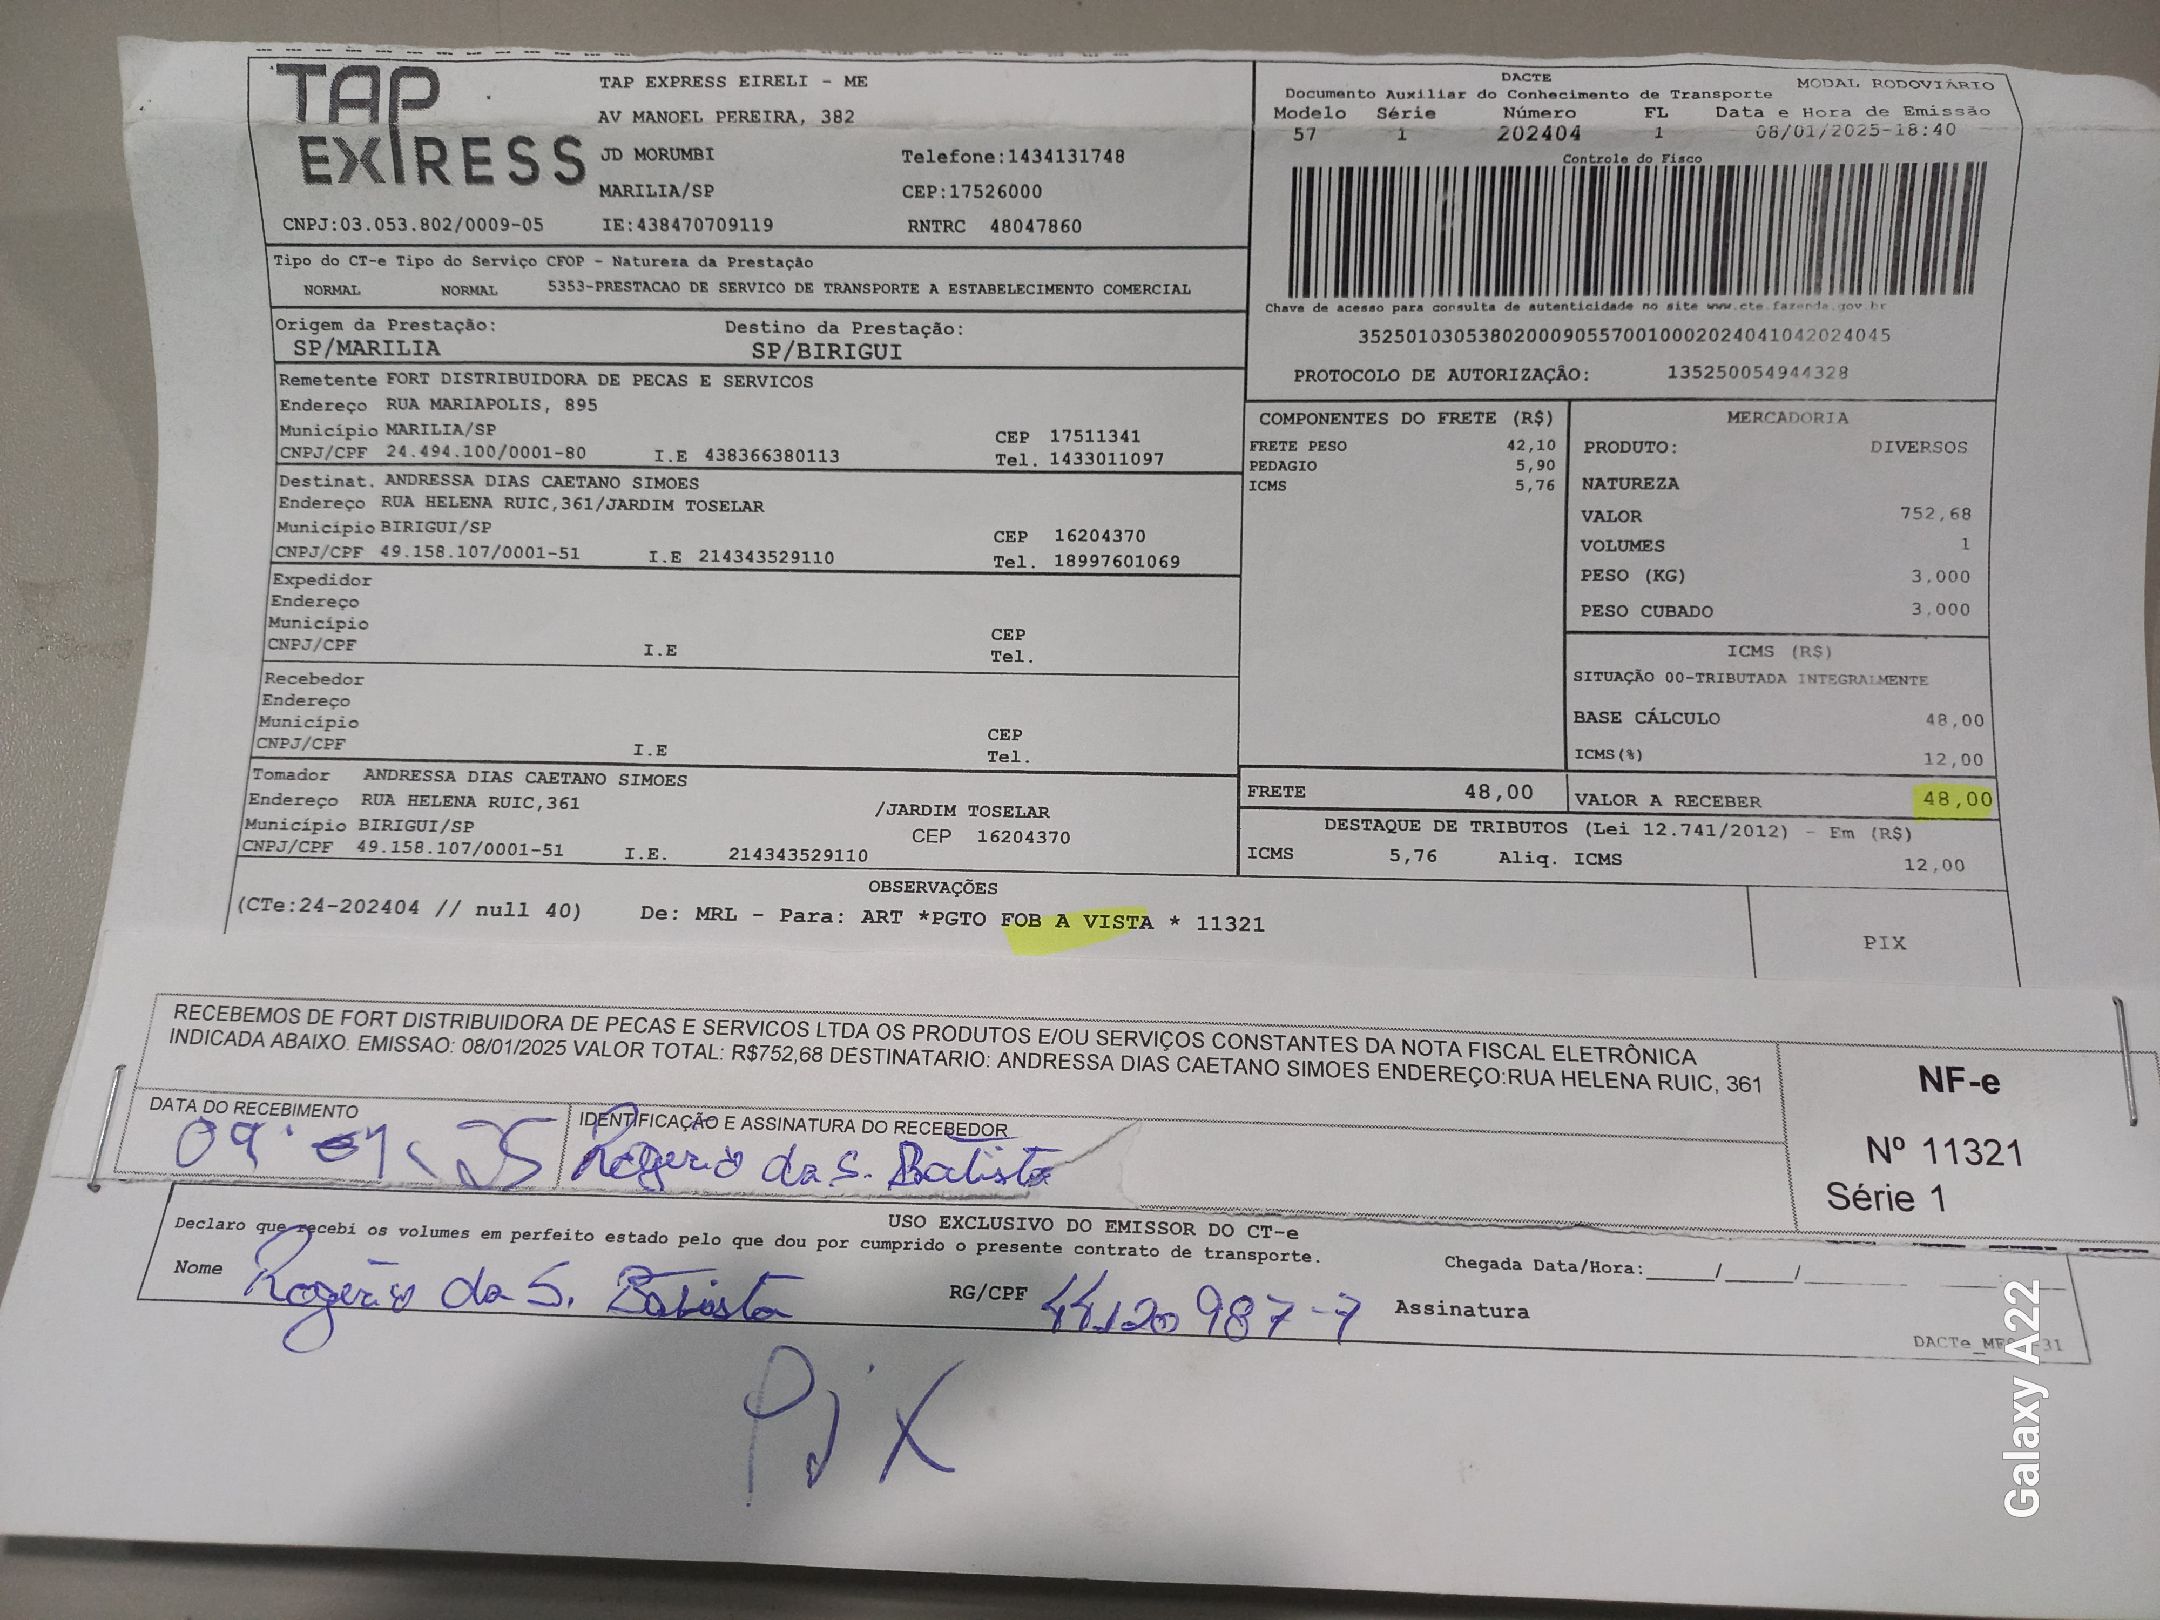 TAP
EXPRESS
TAP EXPRESS EIRELI - ME
AV MANOEL PEREIRA, 382
JD MORUMBI Telefone:1434131748
MARILIA/SP CEP:17526000
CNPJ:03.053.802/0009-05 IE:438470709119 RNTRC 48047860
DACTE MODAL RODOVIÁRIO
Documento Auxiliar do Conhecimento de Transporte
Modelo Série Número FL Data e Hora de Emissão
57 1 202404 1 08/01/2025-18:40
Controle do Fisco
Chave de acesso para consulta de autenticidade no site www.cte.fazenda.gov.br
35250103053802000905570010002024041042024045
PROTOCOLO DE AUTORIZAÇÃO: 135250054944328
Tipo do CT-e Tipo do Serviço CFOP - Natureza da Prestação
NORMAL NORMAL 5353-PRESTACAO DE SERVICO DE TRANSPORTE A ESTABELECIMENTO COMERCIAL
Origem da Prestação: Destino da Prestação:
SP/MARILIA SP/BIRIGUI
Remetente FORT DISTRIBUIDORA DE PECAS E SERVICOS
Endereço RUA MARIAPOLIS, 895
Município MARILIA/SP CEP 17511341
CNPJ/CPF 24.494.100/0001-80 I.E 438366380113 Tel. 1433011097
Destinat. ANDRESSA DIAS CAETANO SIMOES
Endereço RUA HELENA RUIC,361/JARDIM TOSELAR
Município BIRIGUI/SP CEP 16204370
CNPJ/CPF 49.158.107/0001-51 I.E 214343529110 Tel. 18997601069
Expedidor
Endereço
Município CEP
CNPJ/CPF I.E Tel.
Recebedor
Endereço
Município CEP
CNPJ/CPF I.E Tel.
Tomador ANDRESSA DIAS CAETANO SIMOES
Endereço RUA HELENA RUIC,361 /JARDIM TOSELAR
Município BIRIGUI/SP CEP 16204370
CNPJ/CPF 49.158.107/0001-51 I.E. 214343529110
COMPONENTES DO FRETE (R$)
FRETE PESO 42,10
PEDAGIO 5,90
ICMS 5,76
MERCADORIA
PRODUTO: DIVERSOS
NATUREZA
VALOR 752,68
VOLUMES 1
PESO (KG) 3,000
PESO CUBADO 3,000
ICMS (R$)
SITUAÇÃO 00-TRIBUTADA INTEGRALMENTE
BASE CÁLCULO 48,00
ICMS(%) 12,00
FRETE 48,00 VALOR A RECEBER 48,00
DESTAQUE DE TRIBUTOS (Lei 12.741/2012) - Em (R$)
ICMS 5,76 Aliq. ICMS 12,00
OBSERVAÇÕES
(CTe:24-202404 // null 40) De: MRL - Para: ART *PGTO FOB A VISTA * 11321
PIX
RECEBEMOS DE FORT DISTRIBUIDORA DE PECAS E SERVICOS LTDA OS PRODUTOS E/OU SERVIÇOS CONSTANTES DA NOTA FISCAL ELETRÔNICA
INDICADA ABAIXO. EMISSAO: 08/01/2025 VALOR TOTAL: R$752,68 DESTINATARIO: ANDRESSA DIAS CAETANO SIMOES ENDEREÇO:RUA HELENA RUIC, 361
NF-e
Nº 11321
Série 1
DATA DO RECEBIMENTO IDENTIFICAÇÃO E ASSINATURA DO RECEBEDOR
09 01 25 Rogerio da S. Batista
USO EXCLUSIVO DO EMISSOR DO CT-e
Declaro que recebi os volumes em perfeito estado pelo que dou por cumprido o presente contrato de transporte.
Chegada Data/Hora:_____/_____/
Nome Rogerio da S. Batista RG/CPF 44120987-7 Assinatura
PIX
Galaxy A22